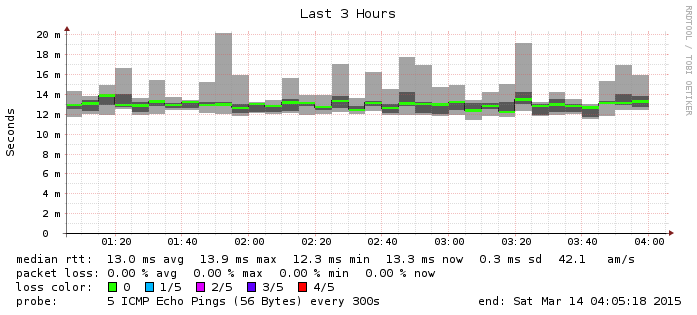 Last 3 Hours
RRDTOOL / TOBI OETIKER
Seconds
20 m
18 m
16 m
14 m
12 m
10 m
8 m
6 m
4 m
2 m
0
01:20 01:40 02:00 02:20 02:40 03:00 03:20 03:40 04:00
median rtt: 13.0 ms avg 13.9 ms max 12.3 ms min 13.3 ms now 0.3 ms sd 42.1 am/s
packet loss: 0.00 % avg 0.00 % max 0.00 % min 0.00 % now
loss color: 0 1/5 2/5 3/5 4/5
probe: 5 ICMP Echo Pings (56 Bytes) every 300s end: Sat Mar 14 04:05:18 2015